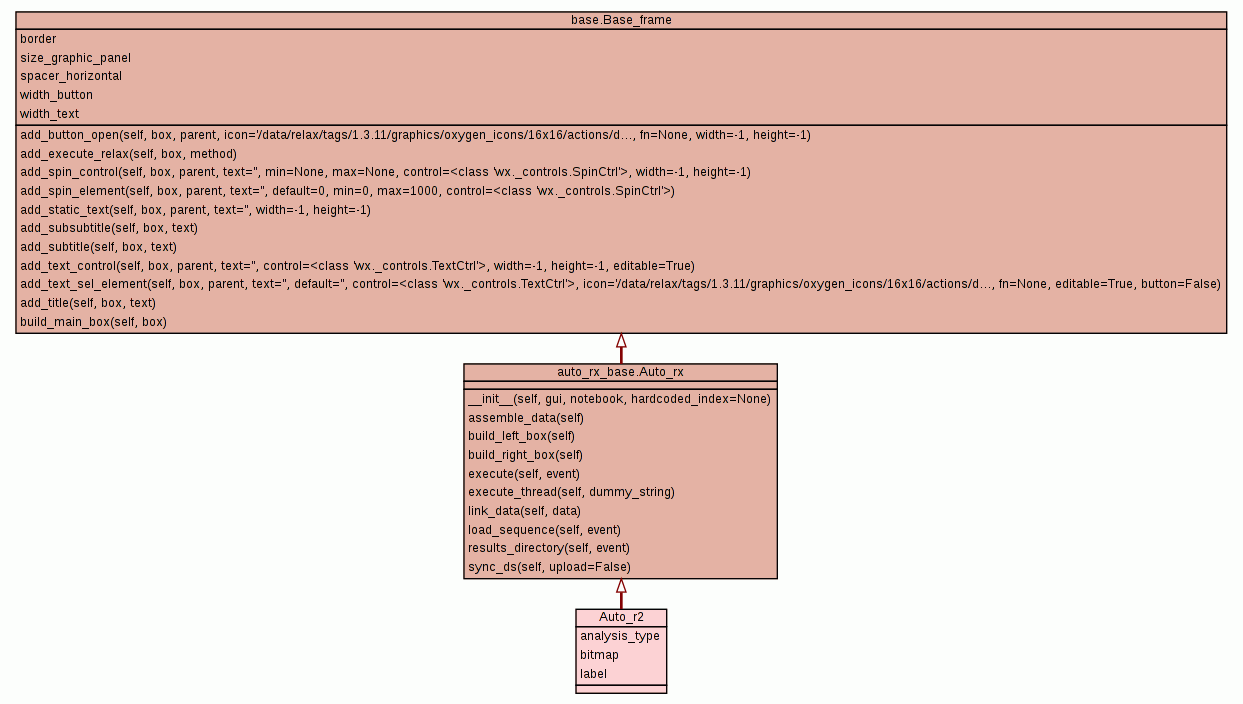 base.Base_frame
border
size_graphic_panel
spacer_horizontal
width_button
width_text
add_button_open(self, box, parent, icon='/data/relax/tags/1.3.11/graphics/oxygen_icons/16x16/actions/d..., fn=None, width=-1, height=-1)
add_execute_relax(self, box, method)
add_spin_control(self, box, parent, text='', min=None, max=None, control=<class 'wx._controls.SpinCtrl'>, width=-1, height=-1)
add_spin_element(self, box, parent, text='', default=0, min=0, max=1000, control=<class 'wx._controls.SpinCtrl'>)
add_static_text(self, box, parent, text='', width=-1, height=-1)
add_subsubtitle(self, box, text)
add_subtitle(self, box, text)
add_text_control(self, box, parent, text='', control=<class 'wx._controls.TextCtrl'>, width=-1, height=-1, editable=True)
add_text_sel_element(self, box, parent, text='', default='', control=<class 'wx._controls.TextCtrl'>, icon='/data/relax/tags/1.3.11/graphics/oxygen_icons/16x16/actions/d..., fn=None, editable=True, button=False)
add_title(self, box, text)
build_main_box(self, box)
auto_rx_base.Auto_rx
__init__(self, gui, notebook, hardcoded_index=None)
assemble_data(self)
build_left_box(self)
build_right_box(self)
execute(self, event)
execute_thread(self, dummy_string)
link_data(self, data)
load_sequence(self, event)
results_directory(self, event)
sync_ds(self, upload=False)
Auto_r2
analysis_type
bitmap
label